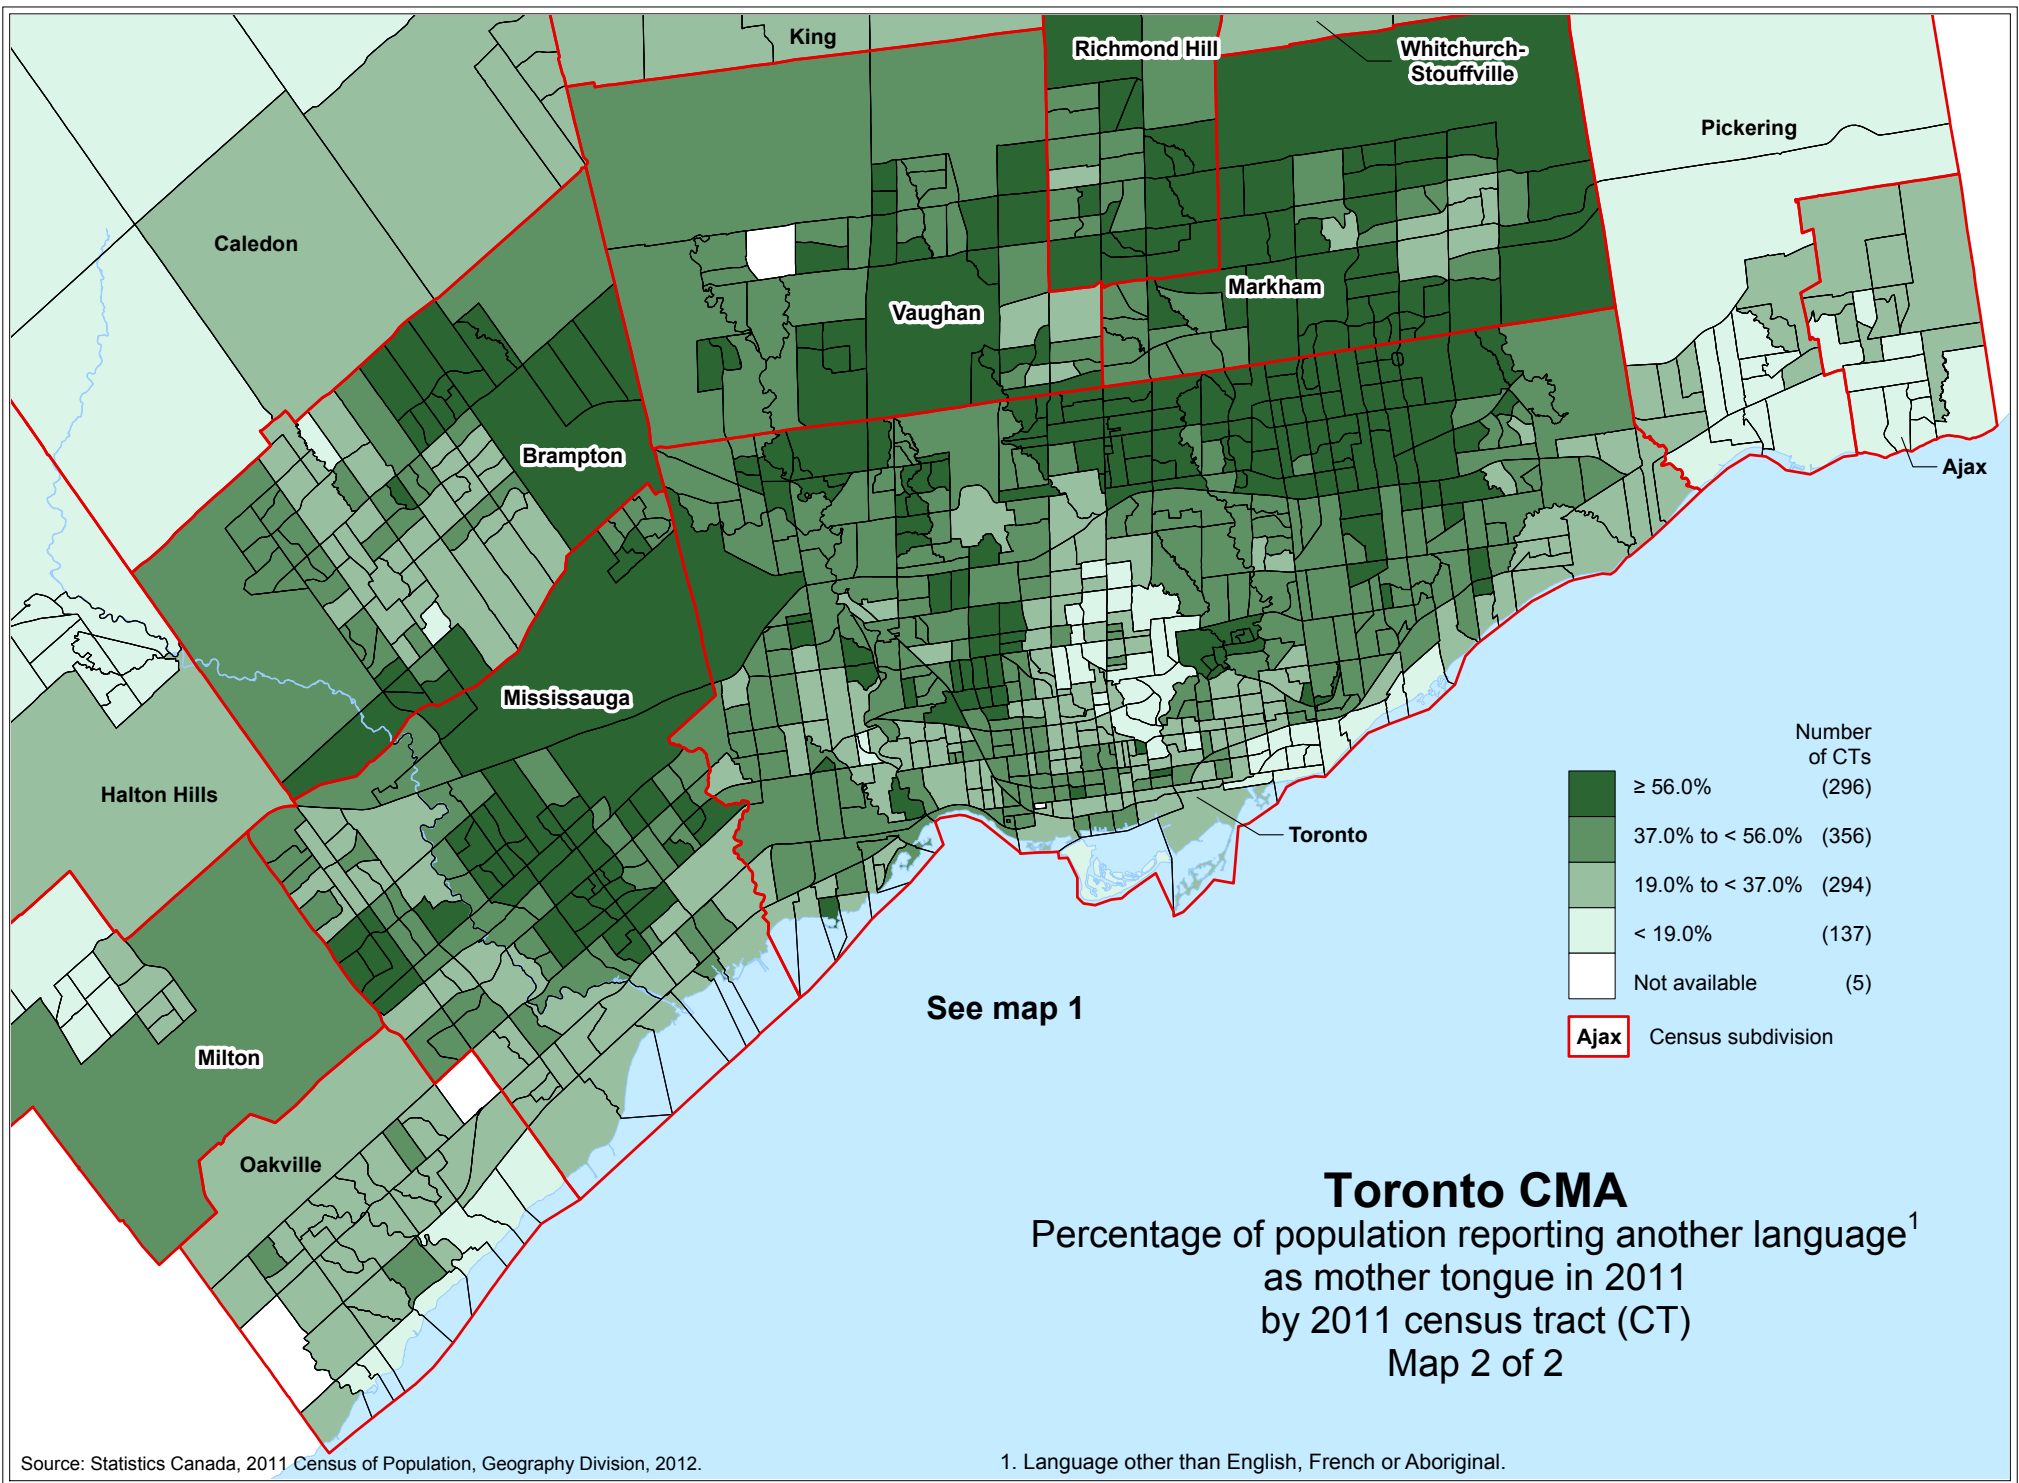 King
Richmond Hill
Whitchurch-
Stouffville
Pickering
Caledon
Markham
Vaughan
Brampton
Ajax
Mississauga
Halton Hills
Toronto
Milton
Oakville
See map 1
Number
of CTs
≥ 56.0% (296)
37.0% to < 56.0% (356)
19.0% to < 37.0% (294)
< 19.0% (137)
Not available (5)
Ajax Census subdivision
Toronto CMA
Percentage of population reporting another language1
as mother tongue in 2011
by 2011 census tract (CT)
Map 2 of 2
Source: Statistics Canada, 2011 Census of Population, Geography Division, 2012.
1. Language other than English, French or Aboriginal.